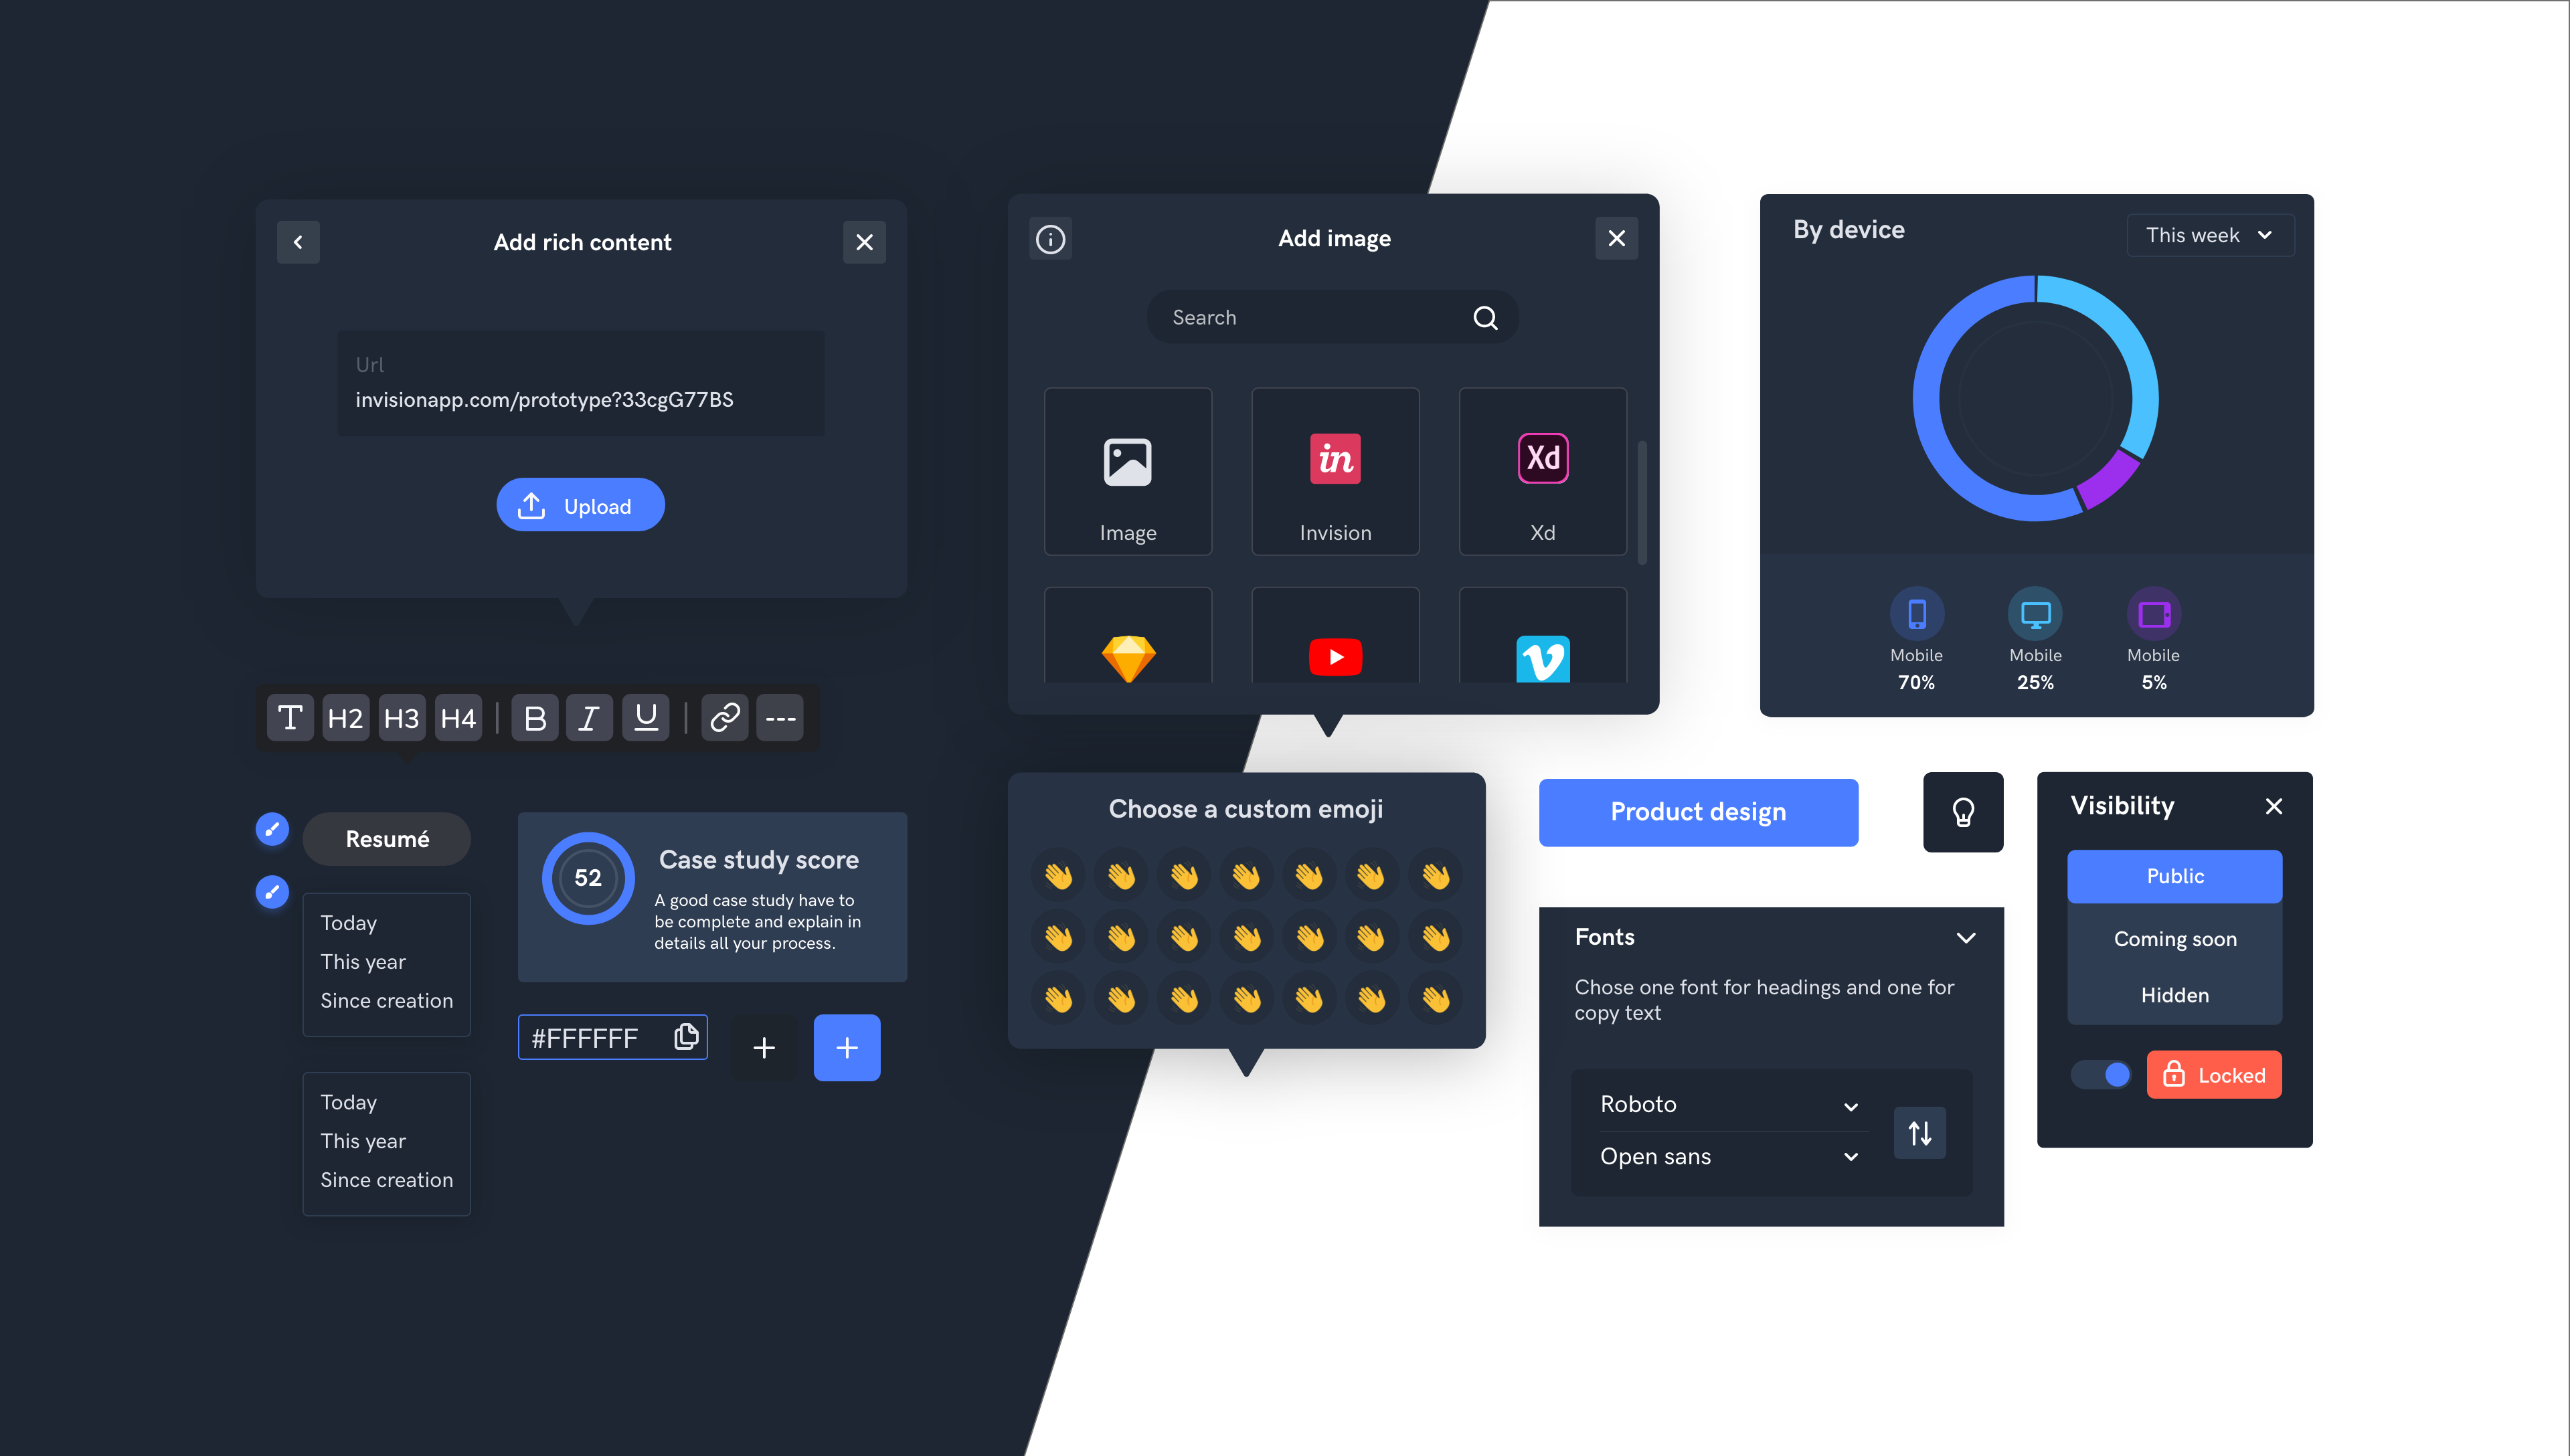 Add rich content
Url
invisionapp.com/prototype?33cgG77BS
Upload
T H2 H3 H4 B I U ---
Resumé
Today
This year
Since creation
Today
This year
Since creation
52
Case study score
A good case study have to
be complete and explain in
details all your process.
#FFFFFF
Add image
Search
in
Xd
Image
Invision
Xd
Choose a custom emoji
By device
This week
Mobile
Mobile
Mobile
70%
25%
5%
Product design
Fonts
Chose one font for headings and one for
copy text
Roboto
Open sans
Visibility
Public
Coming soon
Hidden
Locked